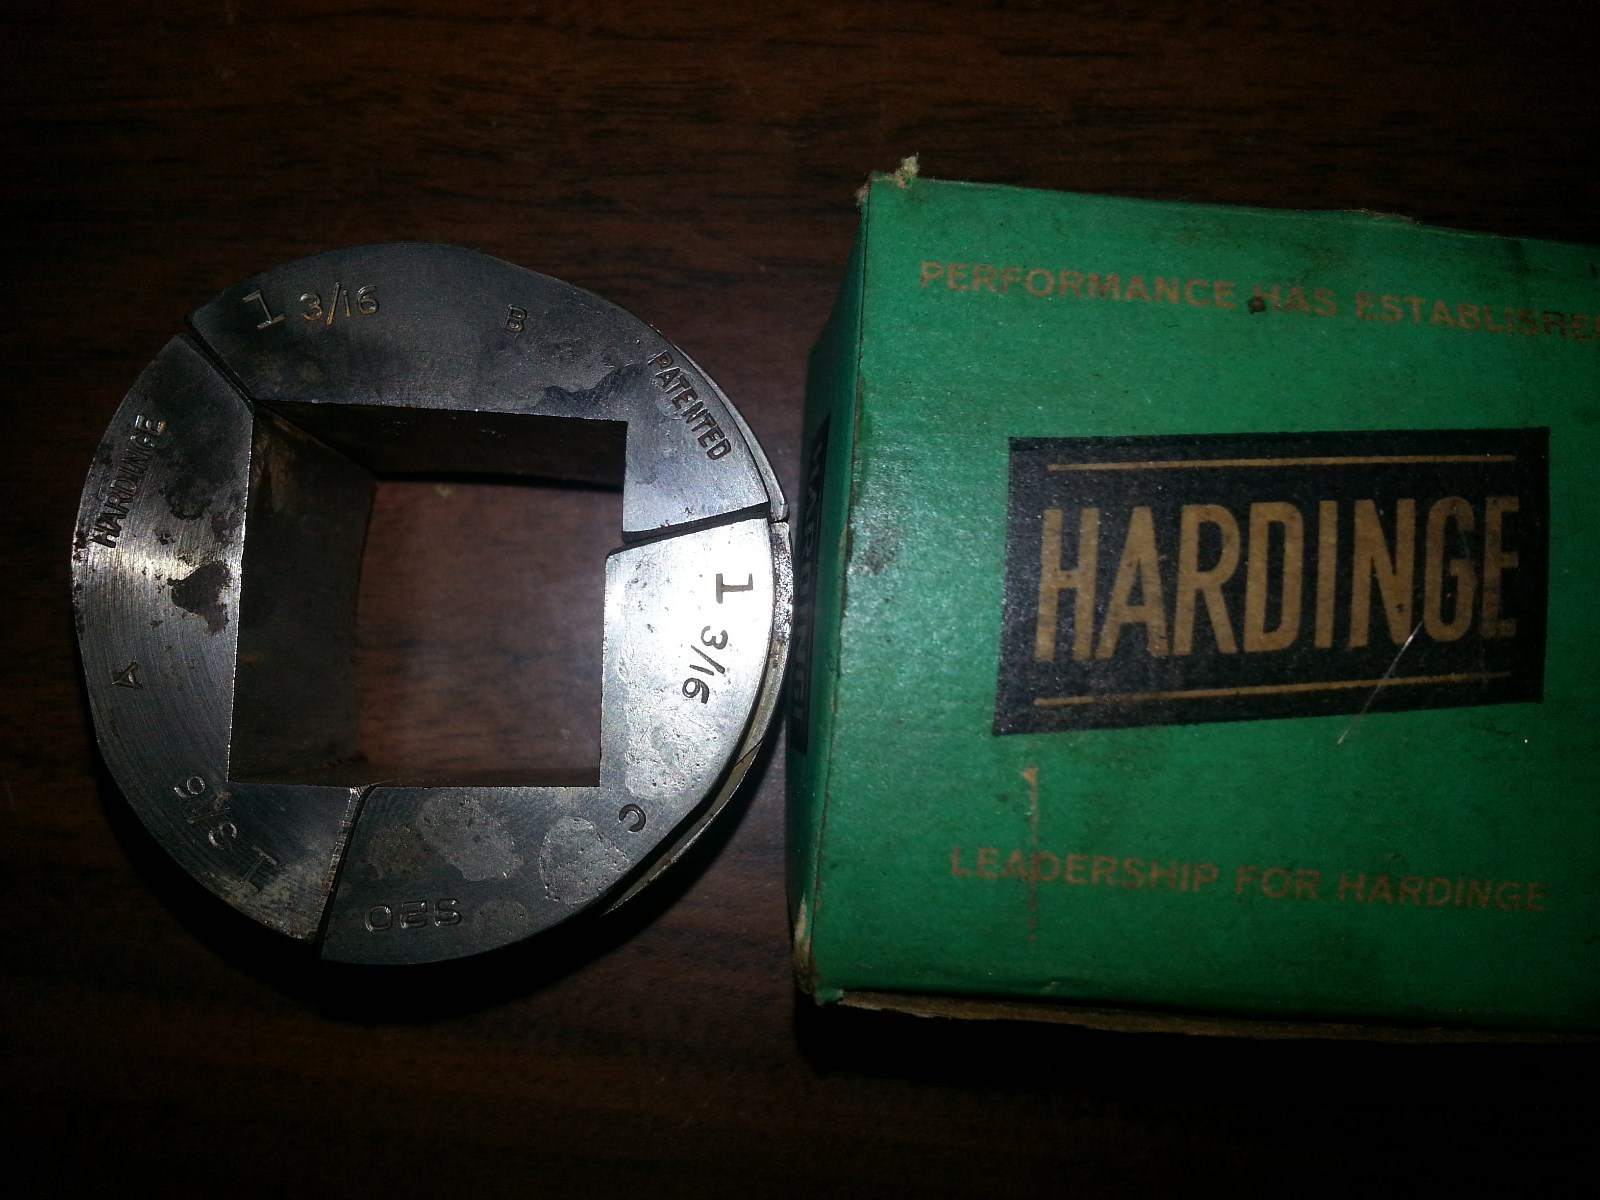 1 3/16 B PATENTED
HARDINGE A 1 3/16
1 3/16 C S20
PERFORMANCE HAS ESTABLISHED
HARDINGE
LEADERSHIP FOR HARDINGE
HARDINGE